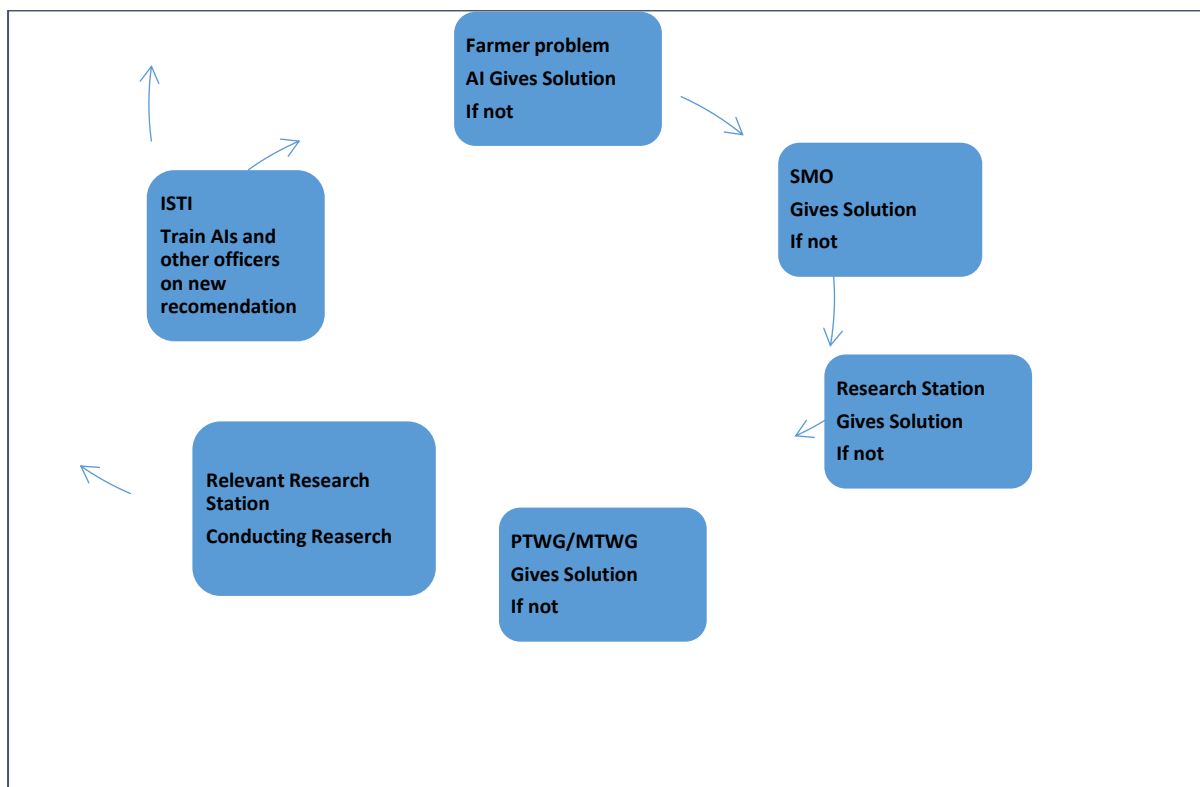 Farmer problem
AI Gives Solution
If not
SMO
Gives Solution
If not
Research Station
Gives Solution
If not
PTWG/MTWG
Gives Solution
If not
Relevant Research
Station
Conducting Reaserch
ISTI
Train AIs and
other officers
on new
recomendation